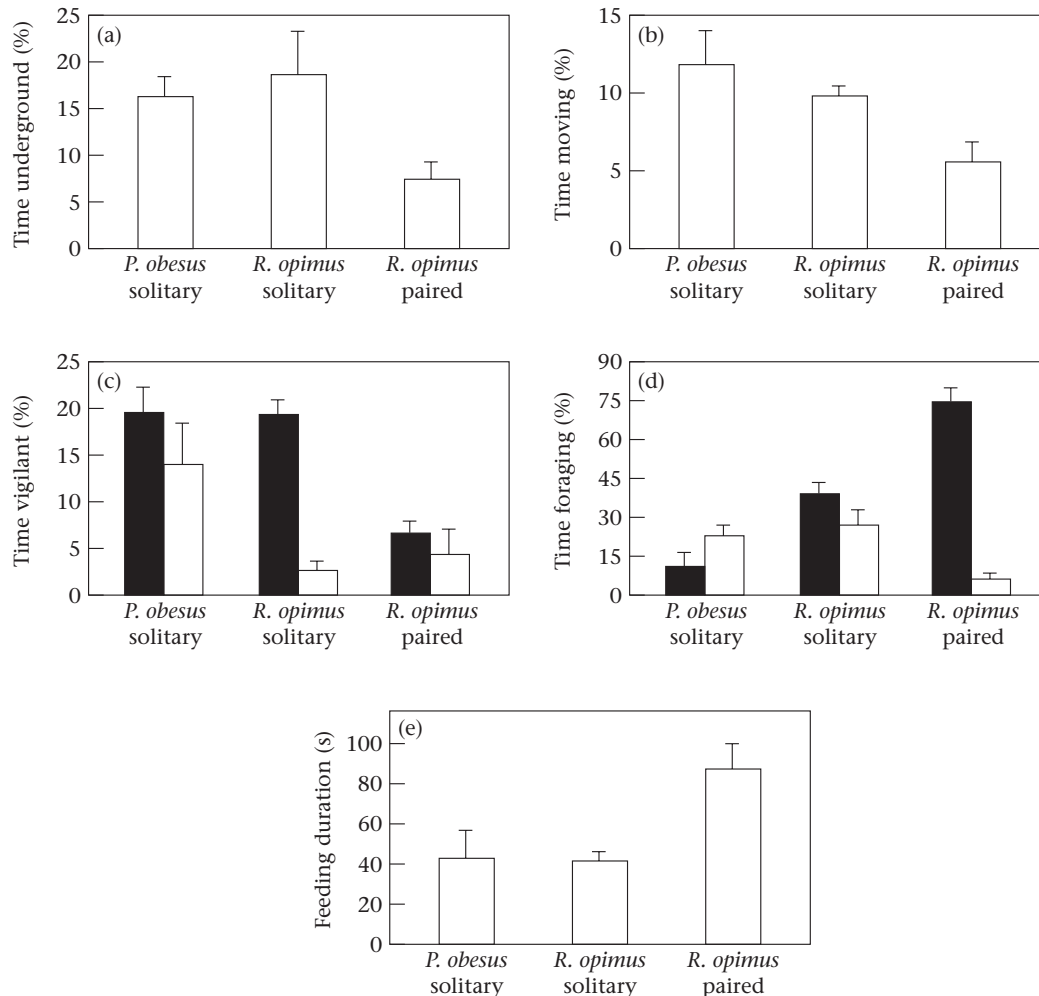 (a)
Time underground (%)
25
20
15
10
5
0
P. obesus R. opimus R. opimus
solitary solitary paired
(b)
Time moving (%)
15
10
5
0
P. obesus R. opimus R. opimus
solitary solitary paired
(c)
Time vigilant (%)
25
20
15
10
5
0
P. obesus R. opimus R. opimus
solitary solitary paired
(d)
Time foraging (%)
90
75
60
45
30
15
0
P. obesus R. opimus R. opimus
solitary solitary paired
(e)
Feeding duration (s)
100
80
60
40
20
0
P. obesus R. opimus R. opimus
solitary solitary paired